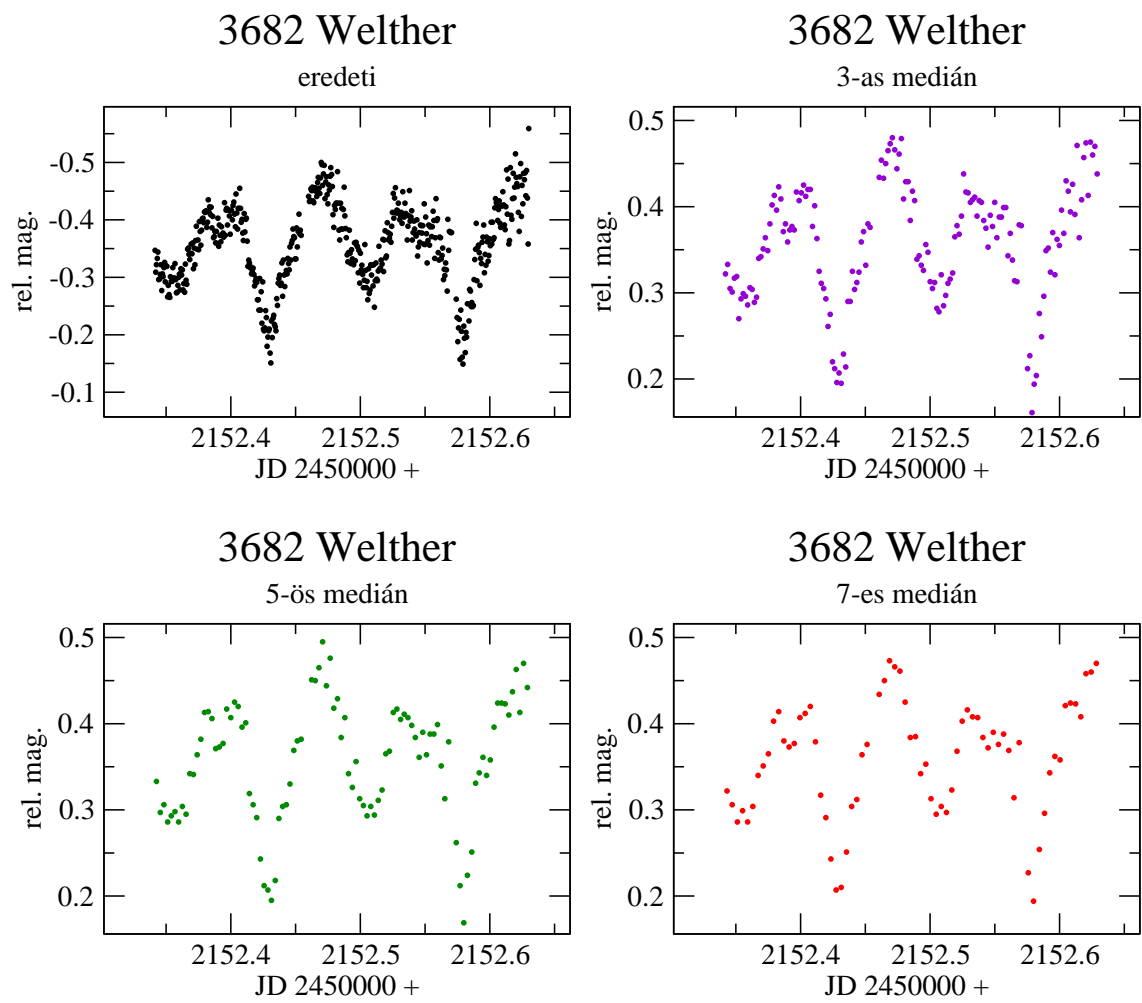 3682 Welther
eredeti
-0.5
-0.4
-0.3
-0.2
-0.1
rel. mag.
2152.4 2152.5 2152.6
JD 2450000 +
3682 Welther
3-as medián
0.5
0.4
0.3
0.2
rel. mag.
2152.4 2152.5 2152.6
JD 2450000 +
3682 Welther
5-ös medián
0.5
0.4
0.3
0.2
rel. mag.
2152.4 2152.5 2152.6
JD 2450000 +
3682 Welther
7-es medián
0.5
0.4
0.3
0.2
rel. mag.
2152.4 2152.5 2152.6
JD 2450000 +